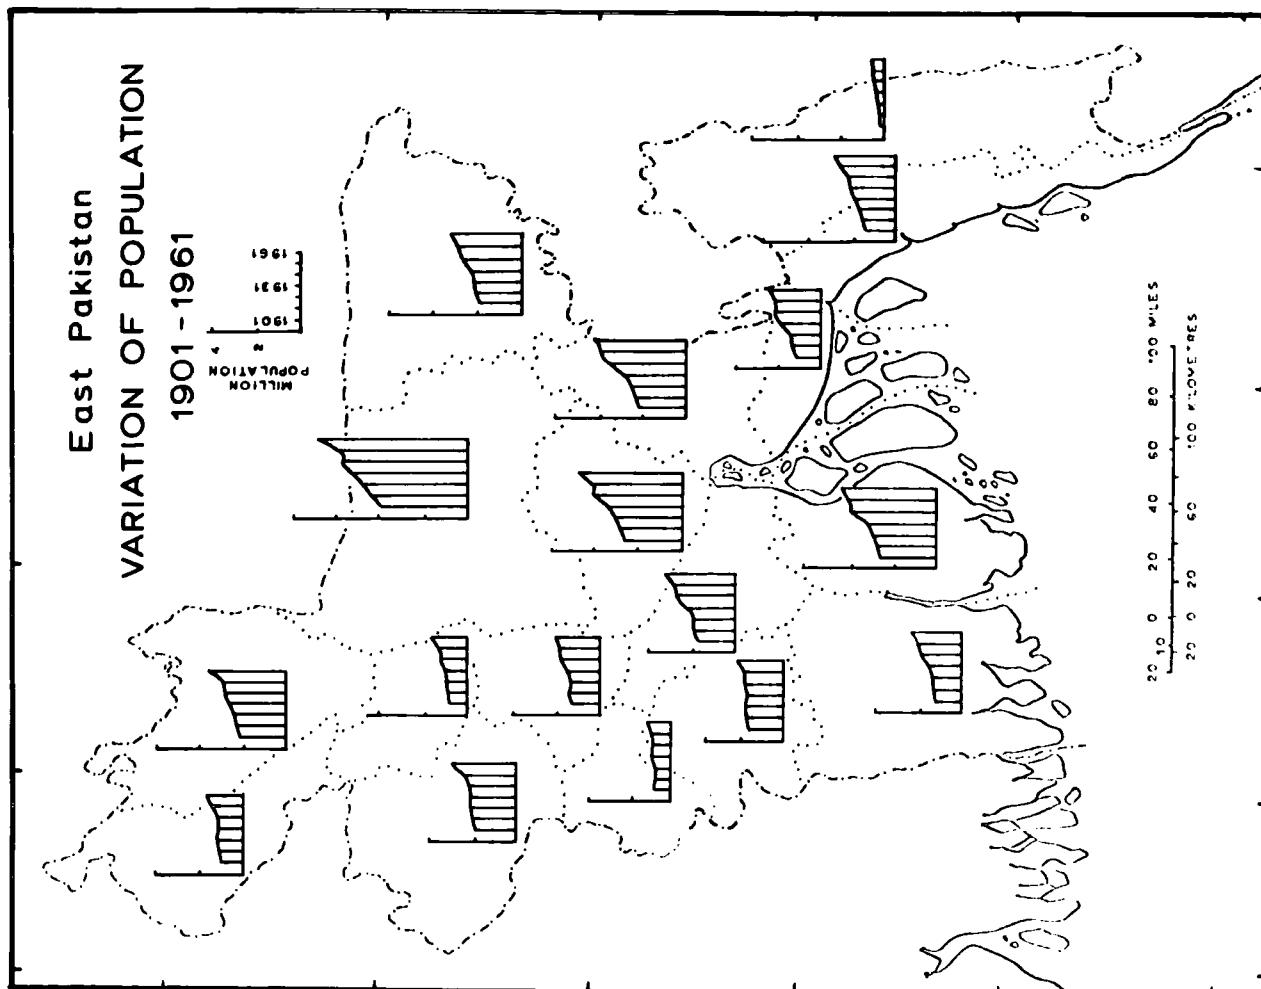 East Pakistan
VARIATION OF POPULATION
1901-1961
MILLION
POPULATION
4
2
1901 1931 1961
20 10 0 20 40 60 80 100 MILES
20 0 20 60 100 KILOMETRES